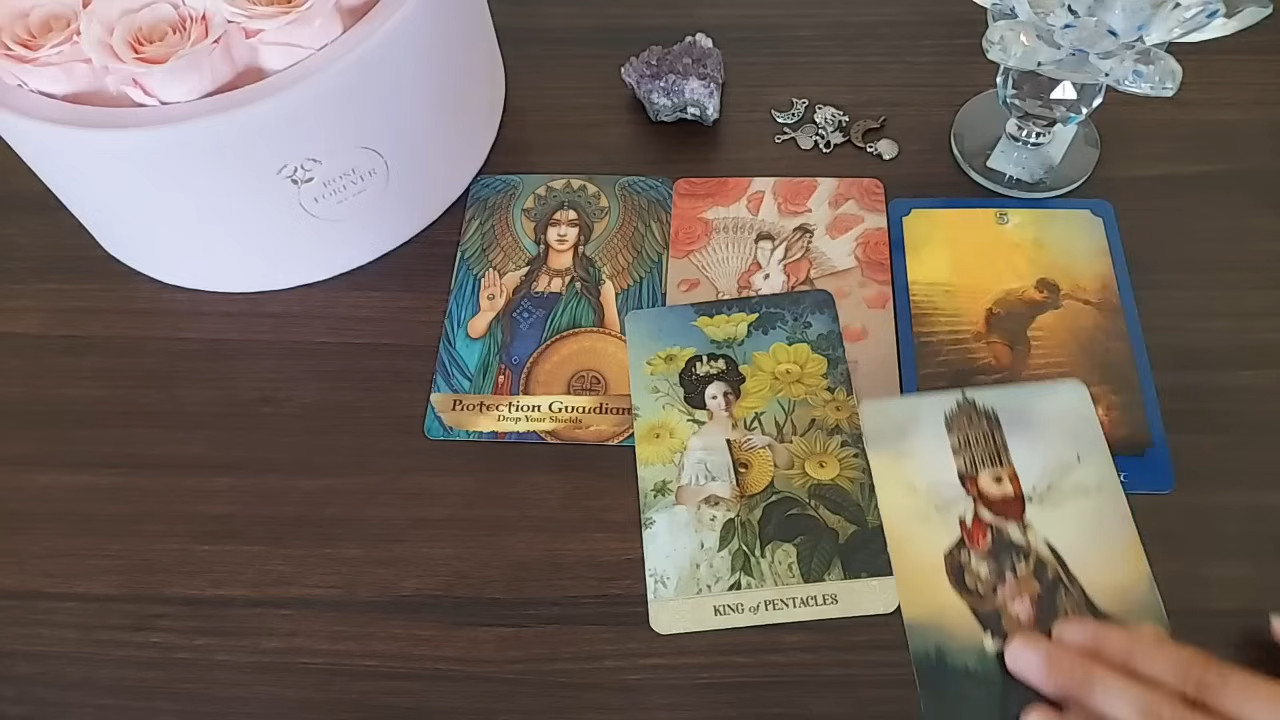 ROSE
FOREVER
5
Protection Guardian
Drop Your Shields
KING of PENTACLES